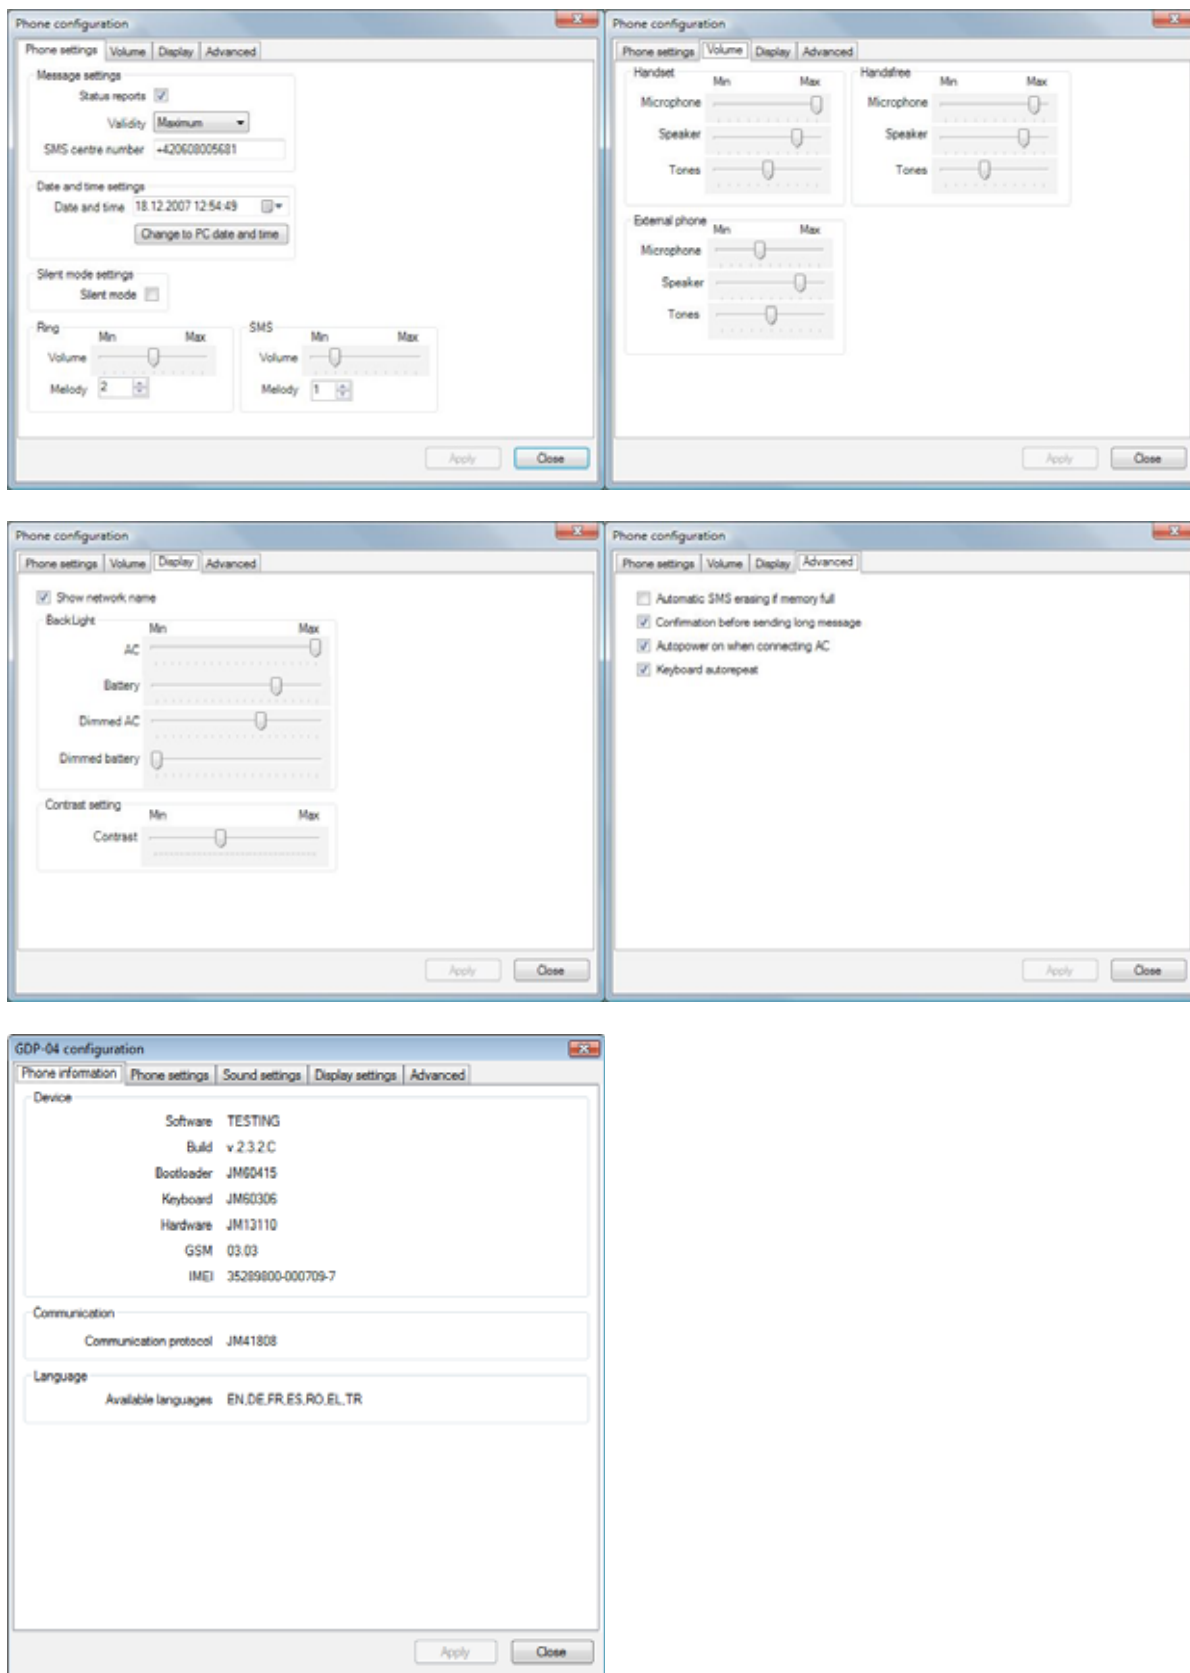 Phone configuration
Phone settings Volume Display Advanced
Message settings
Status reports
Validity Maximum
SMS centre number +420608005681
Date and time settings
Date and time 18.12.2007 12:54:49
Change to PC date and time
Silent mode settings
Silent mode
Ring
Min Max
Volume
Melody 2
SMS
Min Max
Volume
Melody 1
Apply Close
Phone configuration
Phone settings Volume Display Advanced
Handset
Min Max
Microphone
Speaker
Tones
Handsfree
Min Max
Microphone
Speaker
Tones
External phone
Min Max
Microphone
Speaker
Tones
Apply Close
Phone configuration
Phone settings Volume Display Advanced
Show network name
BackLight
Min Max
AC
Battery
Dimmed AC
Dimmed battery
Contrast setting
Min Max
Contrast
Apply Close
Phone configuration
Phone settings Volume Display Advanced
Automatic SMS erasing if memory full
Confirmation before sending long message
Autopower on when connecting AC
Keyboard autorepeat
Apply Close
GDP-04 configuration
Phone information Phone settings Sound settings Display settings Advanced
Device
Software TESTING
Build v.2.3.2.C
Bootloader JM60415
Keyboard JM60306
Hardware JM13110
GSM 03.03
IMEI 35289800-000709-7
Communication
Communication protocol JM41808
Language
Available languages EN,DE,FR,ES,RO,EL,TR
Apply Close